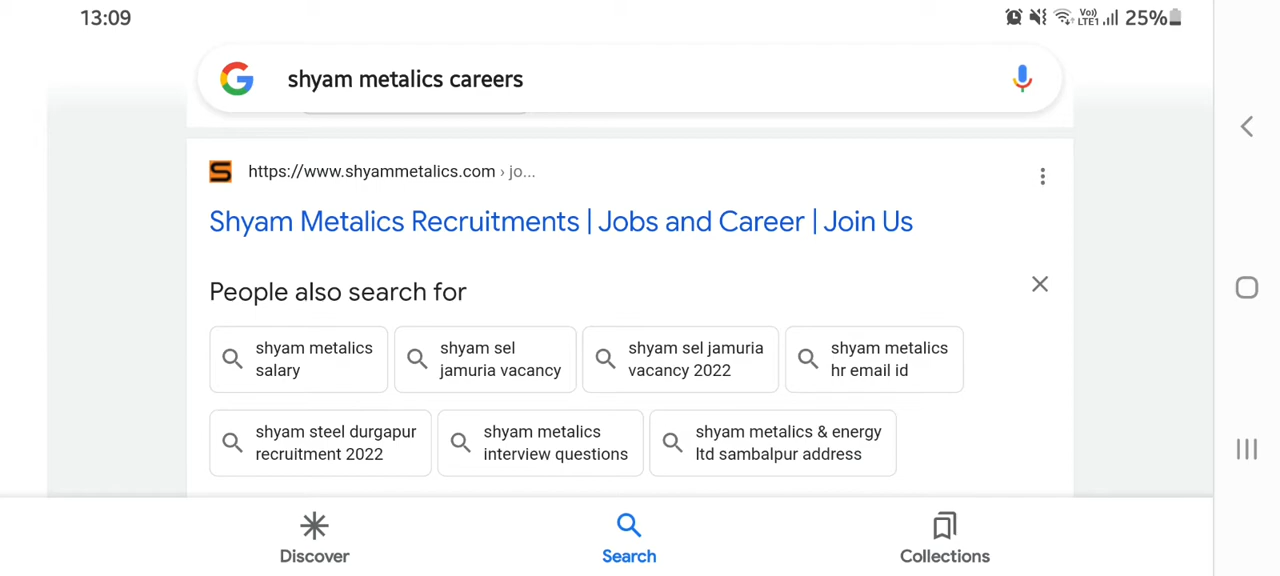 13:09
Vo)) LTE1 25%
shyam metalics careers
https://www.shyammetalics.com › jo...
Shyam Metalics Recruitments | Jobs and Career | Join Us
People also search for
shyam metalics
salary
shyam sel
jamuria vacancy
shyam sel jamuria
vacancy 2022
shyam metalics
hr email id
shyam steel durgapur
recruitment 2022
shyam metalics
interview questions
shyam metalics & energy
ltd sambalpur address
Discover
Search
Collections